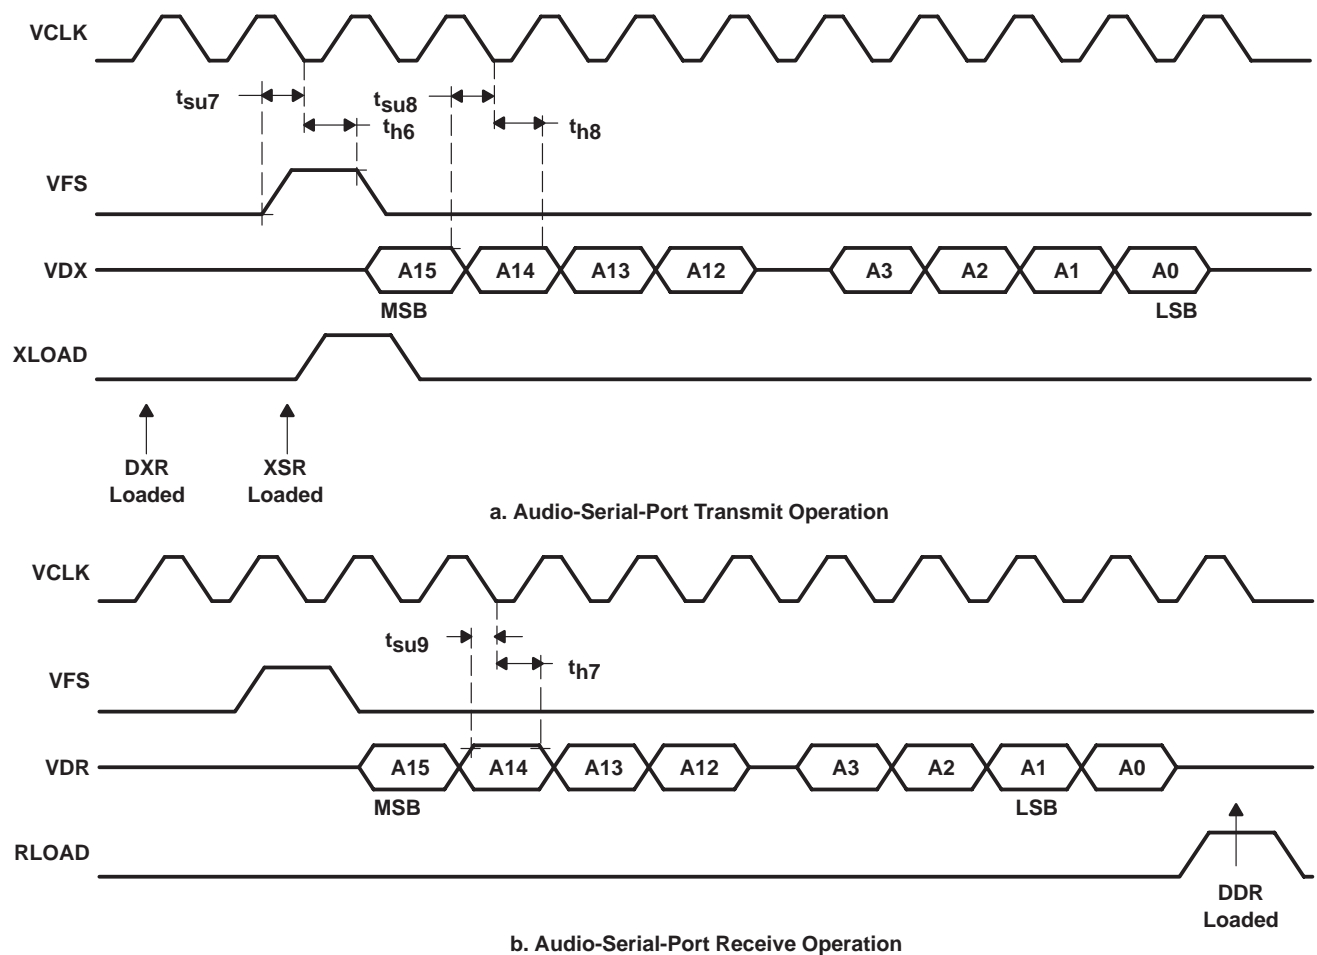 VCLK
tsu7
tsu8
th6
th8
VFS
VDX
A15
A14
A13
A12
A3
A2
A1
A0
MSB
LSB
XLOAD
DXR
Loaded
XSR
Loaded
a. Audio-Serial-Port Transmit Operation
VCLK
tsu9
th7
VFS
VDR
A15
A14
A13
A12
A3
A2
A1
A0
MSB
LSB
RLOAD
DDR
Loaded
b. Audio-Serial-Port Receive Operation